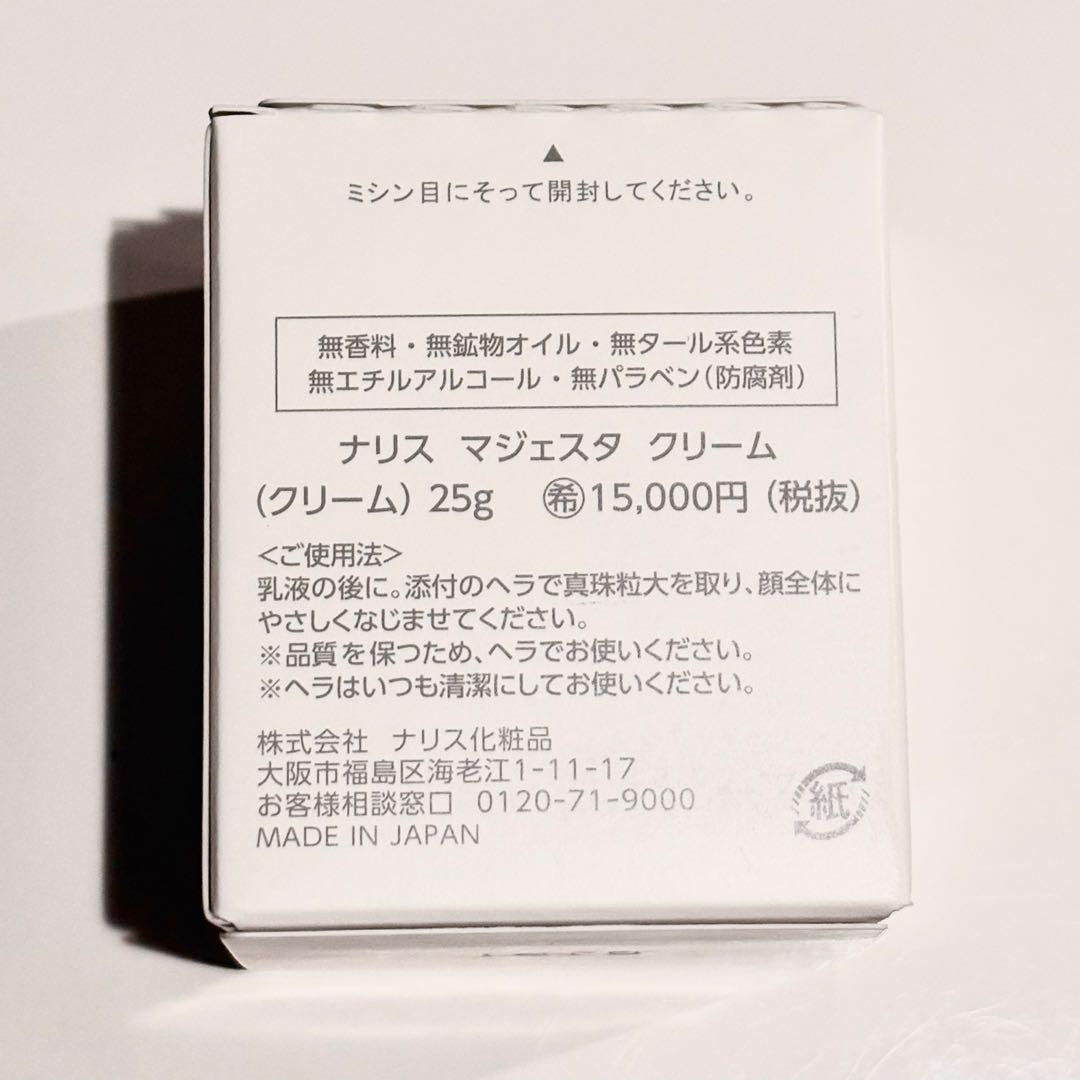 ▲
ミシン目にそって開封してください。
無香料・無鉱物オイル・無タール系色素
無エチルアルコール・無パラベン(防腐剤)
ナリス マジェスタ クリーム
(クリーム) 25g ㊒希15,000円 (税抜)
<ご使用法>
乳液の後に。添付のヘラで真珠粒大を取り、顔全体に
やさしくなじませてください。
※品質を保つため、ヘラでお使いください。
※ヘラはいつも清潔にしてお使いください。
株式会社 ナリス化粧品
大阪市福島区海老江1-11-17
お客様相談窓口 0120-71-9000
MADE IN JAPAN
紙